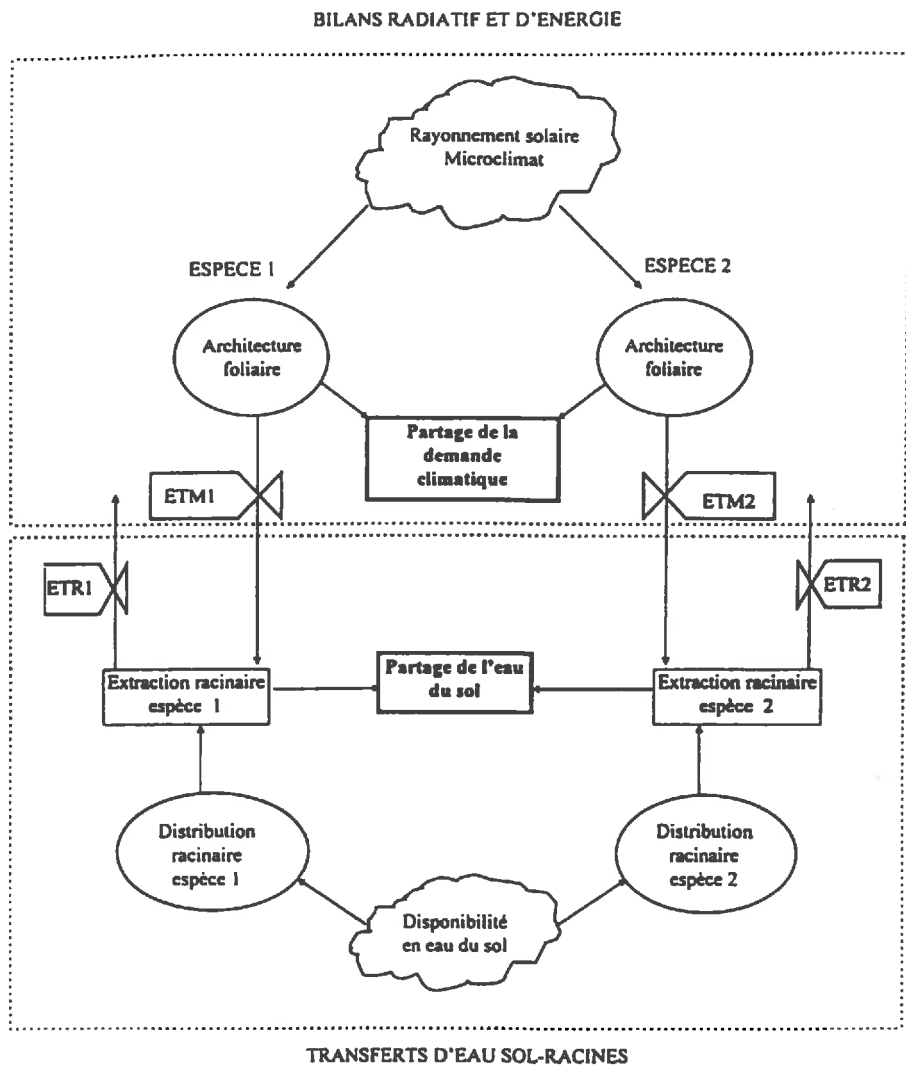 BILANS RADIATIF ET D'ENERGIE
Rayonnement solaire
Microclimat
ESPECE 1
ESPECE 2
Architecture
foliaire
Architecture
foliaire
Partage de la
demande
climatique
ETM1
ETM2
ETR1
ETR2
Extraction racinaire
espèce 1
Partage de l'eau
du sol
Extraction racinaire
espèce 2
Distribution
racinaire
espèce 1
Distribution
racinaire
espèce 2
Disponibilité
en eau du sol
TRANSFERTS D'EAU SOL-RACINES